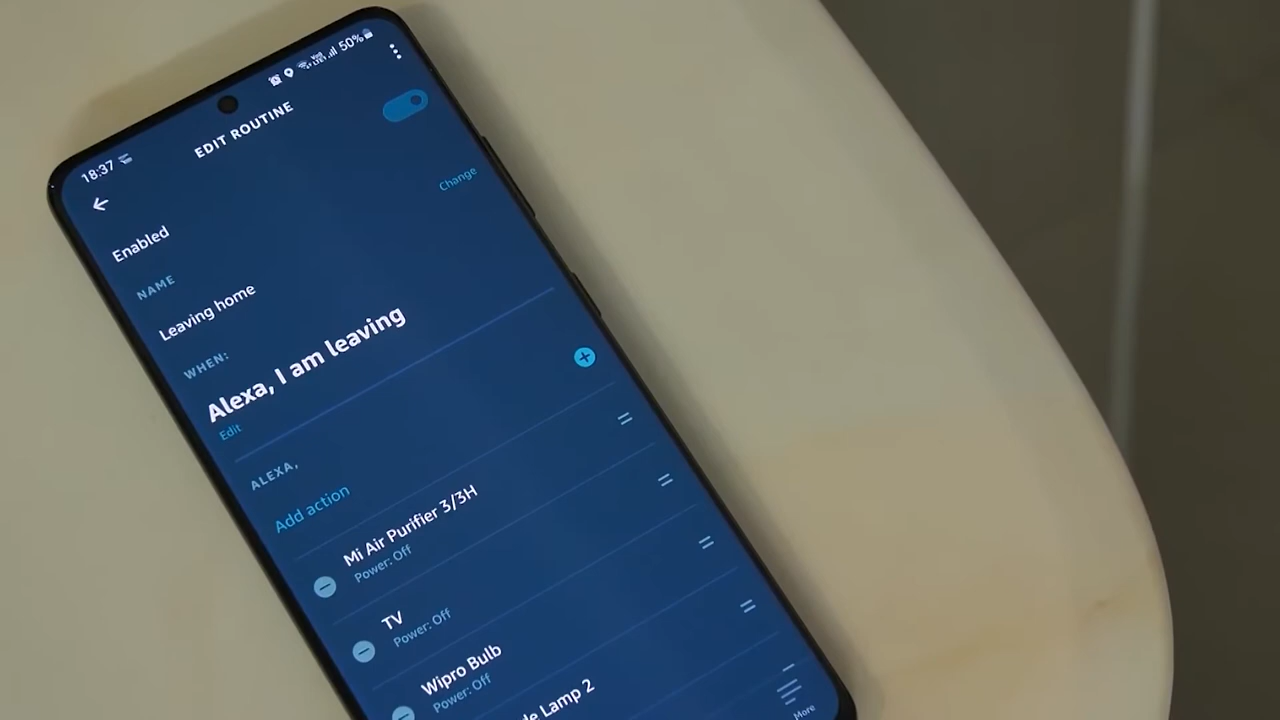 18:37
50%
EDIT ROUTINE
Enabled
NAME
Change
Leaving home
WHEN:
Alexa, I am leaving
Edit
ALEXA,
Add action
Mi Air Purifier 3/3H
Power: Off
TV
Power: Off
Wipro Bulb
Power: Off
Lamp 2
More